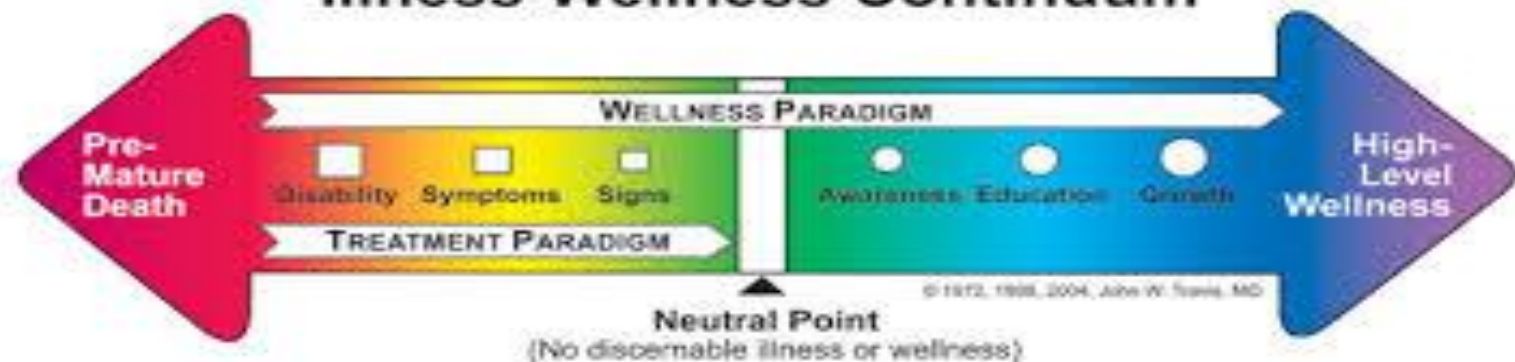 Illness-Wellness Continuum
WELLNESS PARADIGM
Pre-
Mature
Death
Disability Symptoms Signs
Awareness Education Growth
High-
Level
Wellness
TREATMENT PARADIGM
© 1972, 1988, 2004, John W. Travis, MD
Neutral Point
(No discernable illness or wellness)